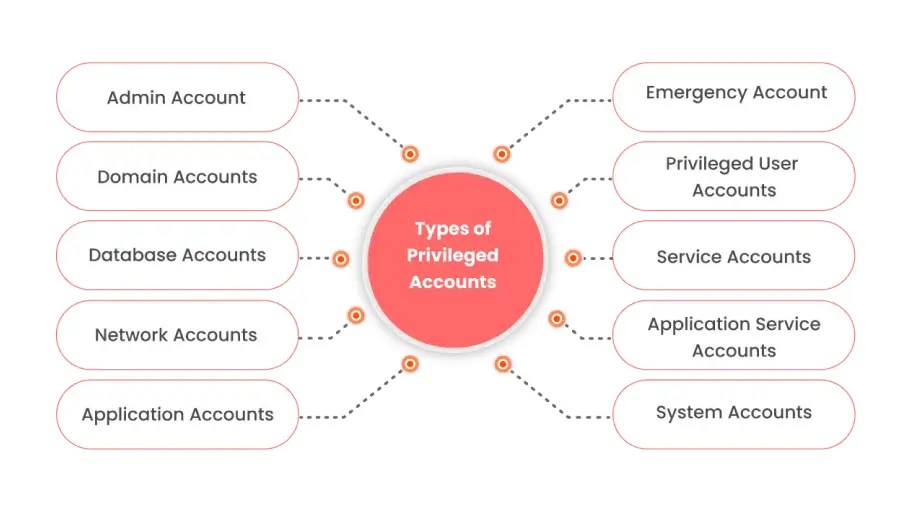 Admin Account
Domain Accounts
Database Accounts
Network Accounts
Application Accounts
Types of
Privileged
Accounts
Emergency Account
Privileged User
Accounts
Service Accounts
Application Service
Accounts
System Accounts